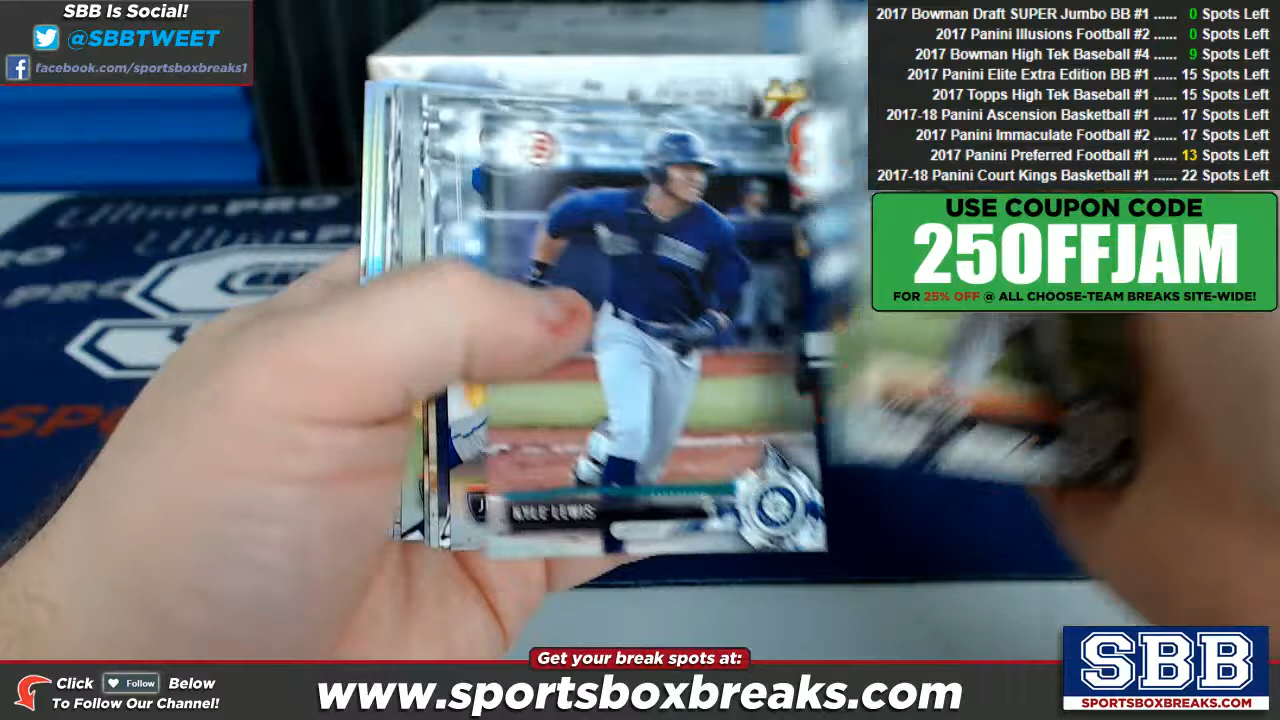 SBB Is Social!
@SBBTWEET
facebook.com/sportsboxbreaks1
2017 Bowman Draft SUPER Jumbo BB #1 ...... 0 Spots Left
2017 Panini Illusions Football #2 ...... 0 Spots Left
2017 Bowman High Tek Baseball #4 ...... 9 Spots Left
2017 Panini Elite Extra Edition BB #1 ...... 15 Spots Left
2017 Topps High Tek Baseball #1 ...... 15 Spots Left
2017-18 Panini Ascension Basketball #1 ...... 17 Spots Left
2017 Panini Immaculate Football #2 ...... 17 Spots Left
2017 Panini Preferred Football #1 ...... 13 Spots Left
2017-18 Panini Court Kings Basketball #1 ...... 22 Spots Left
USE COUPON CODE
25OFFJAM
FOR 25% OFF @ ALL CHOOSE-TEAM BREAKS SITE-WIDE!
PRO
PRO
KYLE LEWIS
Get your break spots at:
www.sportsboxbreaks.com
Click Follow Below
To Follow Our Channel!
SBB
SPORTSBOXBREAKS.COM